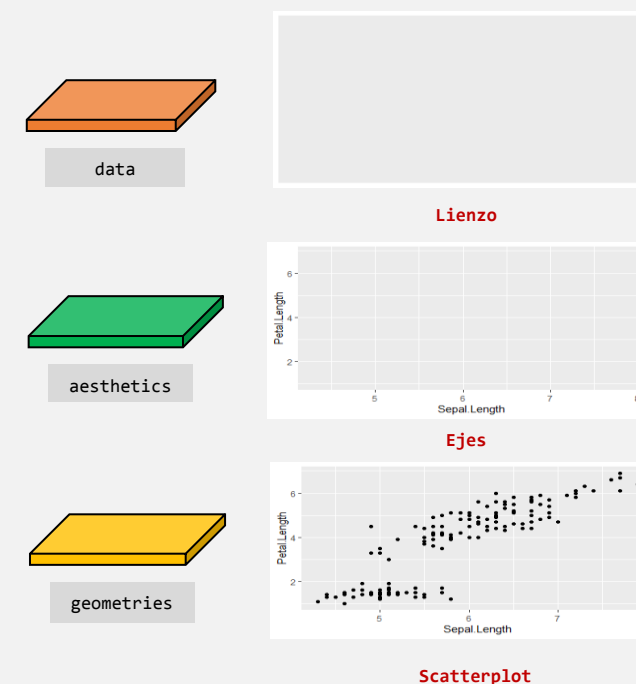 data
Lienzo
6
4
2
Petal.Length
5
6
7
8
Sepal.Length
aesthetics
Ejes
6
4
2
Petal.Length
5
6
7
Sepal.Length
geometries
Scatterplot